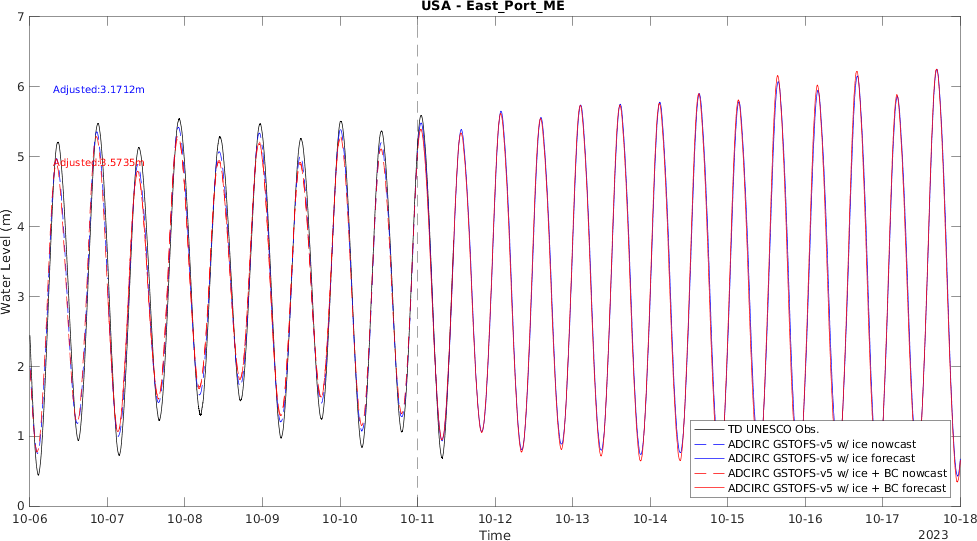 USA - East_Port_ME
7
6
5
4
3
2
1
0
Water Level (m)
Adjusted:3.1712m
Adjusted:3.5735m
TD UNESCO Obs.
ADCIRC GSTOFS-v5 w/ ice nowcast
ADCIRC GSTOFS-v5 w/ ice forecast
ADCIRC GSTOFS-v5 w/ ice + BC nowcast
ADCIRC GSTOFS-v5 w/ ice + BC forecast
10-06 10-07 10-08 10-09 10-10 10-11 10-12 10-13 10-14 10-15 10-16 10-17 10-18
Time
2023